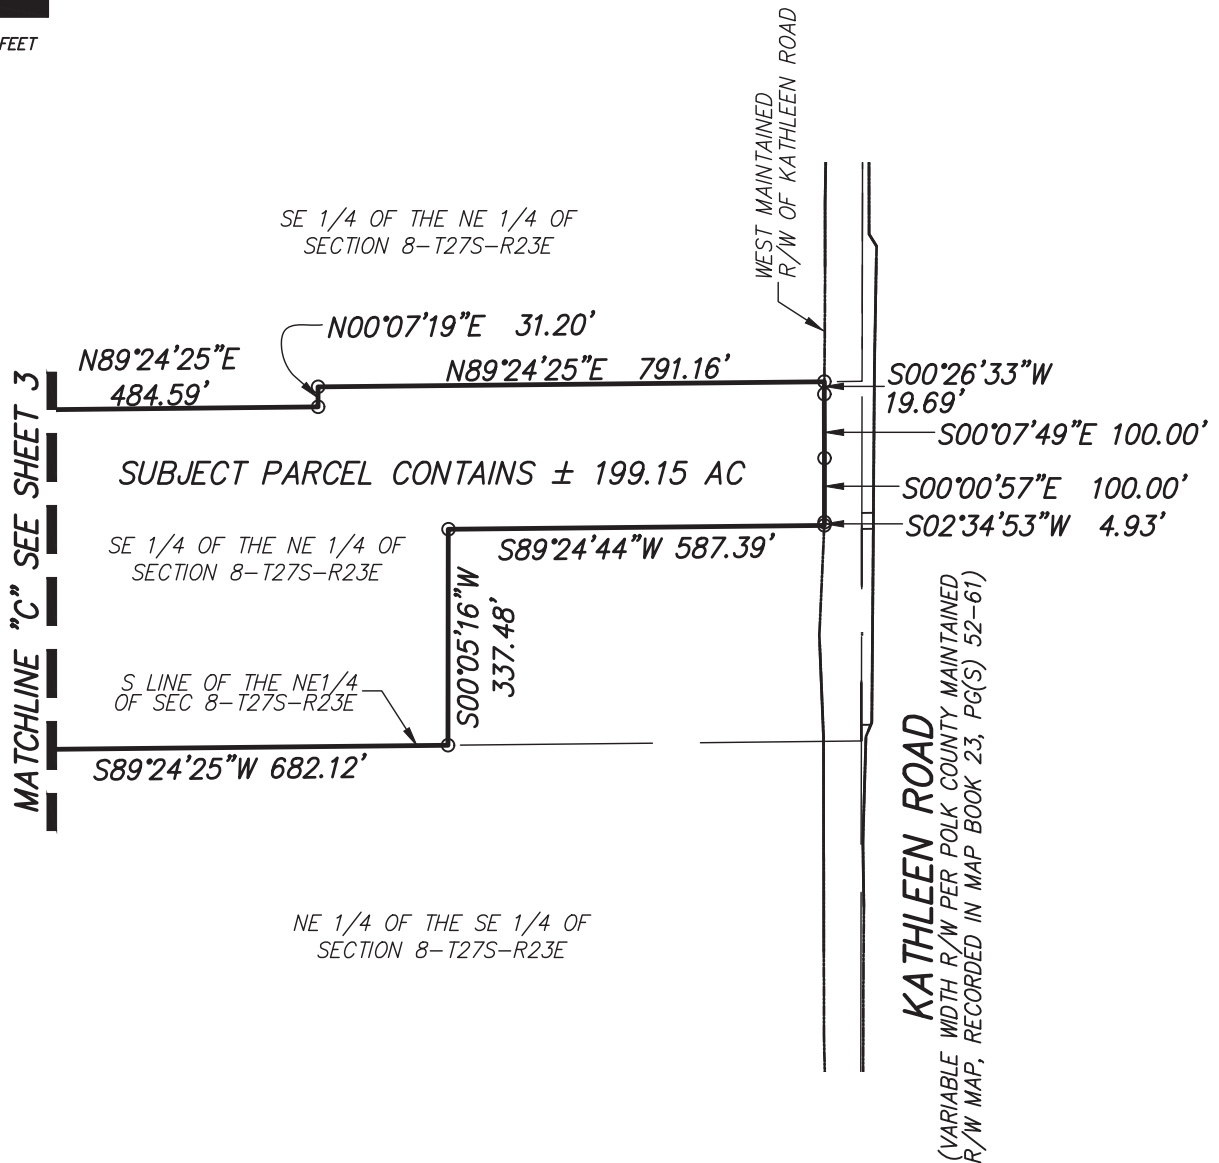 FEET
WEST MAINTAINED
R/W OF KATHLEEN ROAD
SE 1/4 OF THE NE 1/4 OF
SECTION 8-T27S-R23E
N00°07'19"E 31.20'
N89°24'25"E
484.59'
N89°24'25"E 791.16'
S00°26'33"W
19.69'
S00°07'49"E 100.00'
SUBJECT PARCEL CONTAINS ± 199.15 AC
S00°00'57"E 100.00'
S02°34'53"W 4.93'
MATCHLINE "C" SEE SHEET 3
SE 1/4 OF THE NE 1/4 OF
SECTION 8-T27S-R23E
S89°24'44"W 587.39'
S00°05'16"W
337.48'
S LINE OF THE NE1/4
OF SEC 8-T27S-R23E
S89°24'25"W 682.12'
NE 1/4 OF THE SE 1/4 OF
SECTION 8-T27S-R23E
KATHLEEN ROAD
(VARIABLE WIDTH R/W PER POLK COUNTY MAINTAINED
R/W MAP, RECORDED IN MAP BOOK 23, PG(S) 52-61)